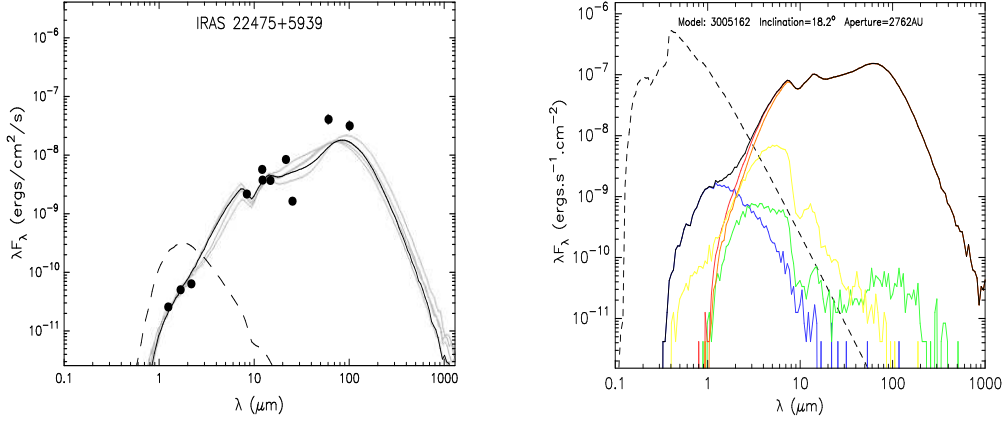 IRAS 22475+5939
10⁻⁶
10⁻⁷
10⁻⁸
10⁻⁹
10⁻¹⁰
10⁻¹¹
λF_λ (ergs/cm²/s)
0.1 1 10 100 1000
λ (μm)
Model: 3005162 Inclination=18.2° Aperture=2762AU
10⁻⁶
10⁻⁷
10⁻⁸
10⁻⁹
10⁻¹⁰
10⁻¹¹
λF_λ (ergs.s⁻¹.cm⁻²)
0.1 1 10 100 1000
λ (μm)